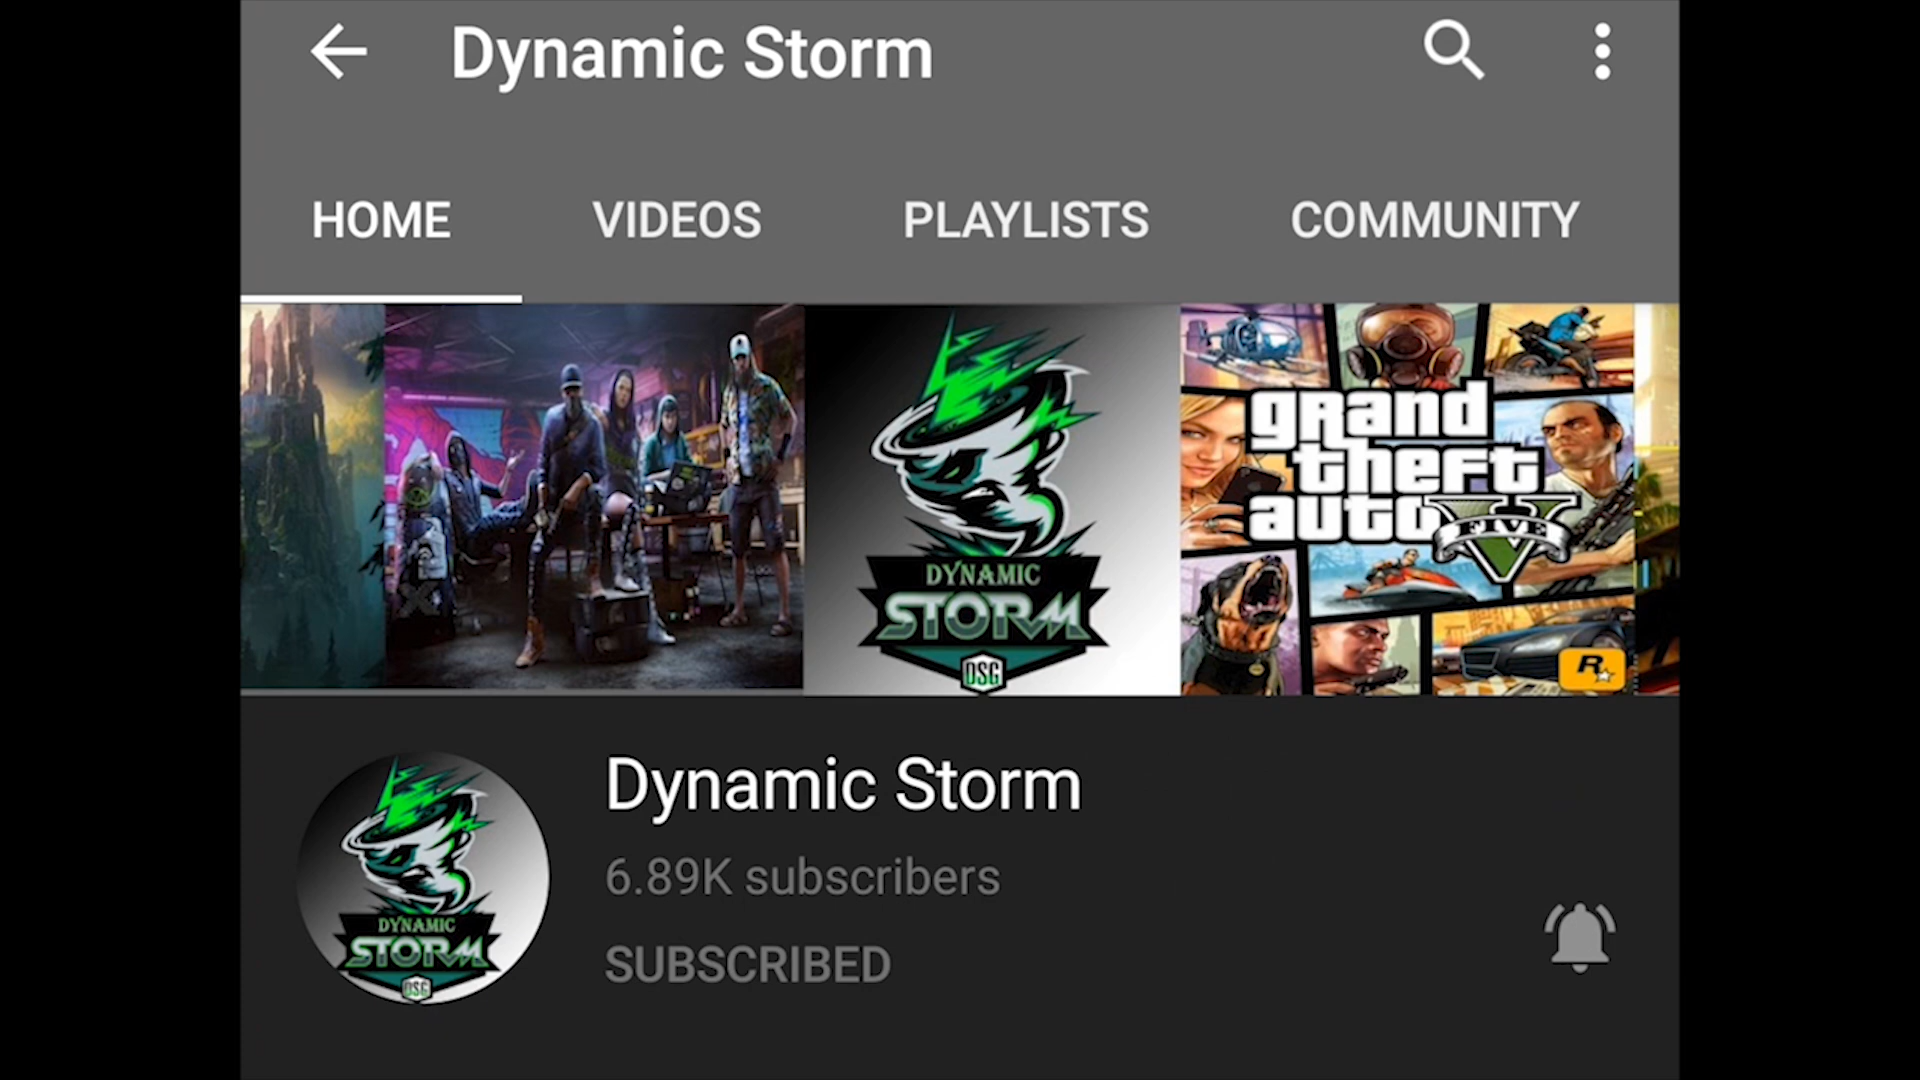 Dynamic Storm
HOME VIDEOS PLAYLISTS COMMUNITY
DYNAMIC
STORM
DSG
grand
theft
auto
FIVE
R
Dynamic Storm
6.89K subscribers
SUBSCRIBED
DYNAMIC
STORM
DSG